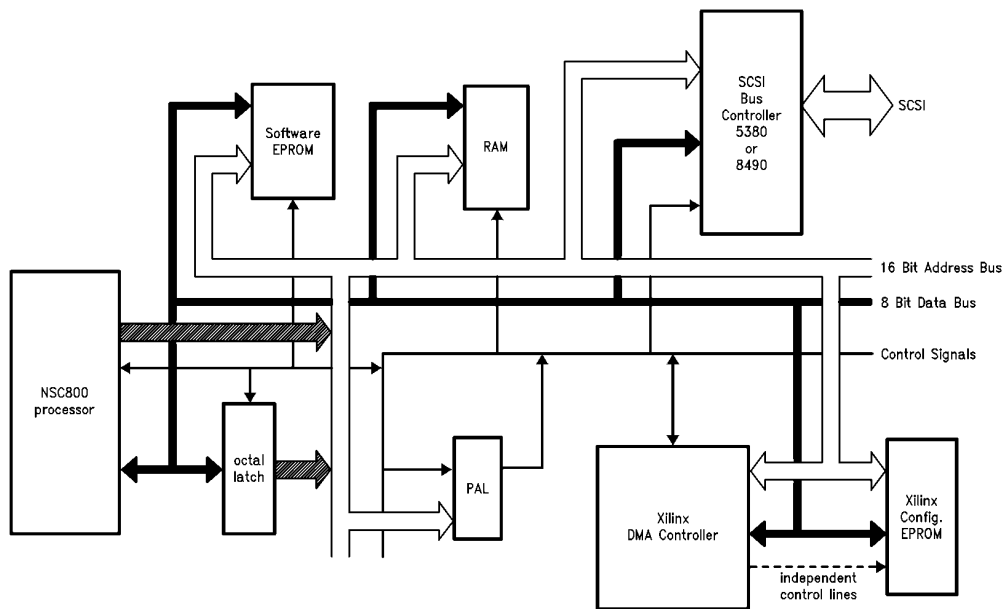 SCSI
Bus
Controller
5380
or
8490
SCSI
Software
EPROM
RAM
16 Bit Address Bus
8 Bit Data Bus
Control Signals
NSC800
processor
octal
latch
PAL
Xilinx
DMA Controller
Xilinx
Config.
EPROM
independent
control lines